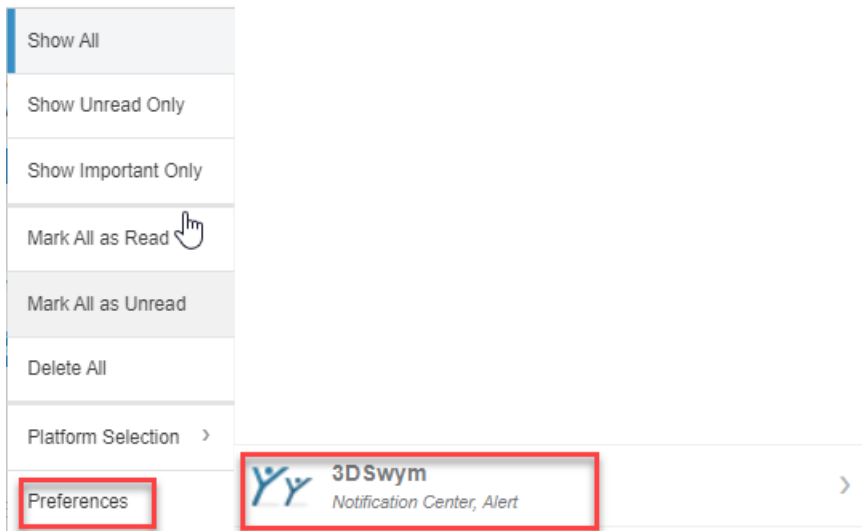 Show All
Show Unread Only
Show Important Only
Mark All as Read
Mark All as Unread
Delete All
Platform Selection
Preferences
3DSwym
Notification Center, Alert